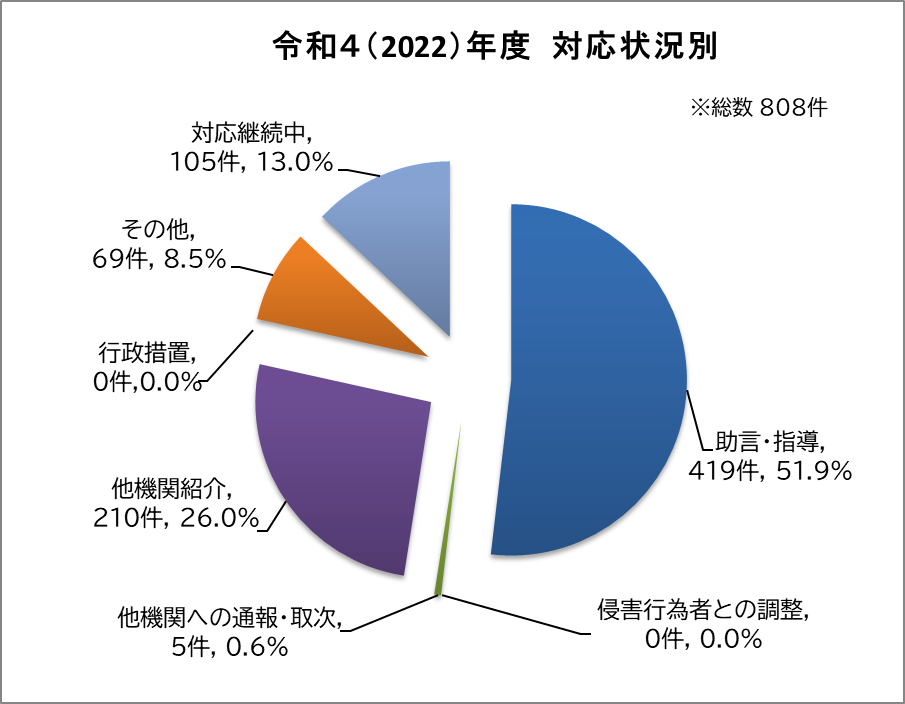 令和４（2022）年度　対応状況別
※総数 808件
対応継続中,
105件, 13.0%
その他,
69件, 8.5%
行政措置,
0件,0.0%
他機関紹介,
210件, 26.0%
他機関への通報・取次,
5件, 0.6%
助言・指導,
419件, 51.9%
侵害行為者との調整,
0件, 0.0%